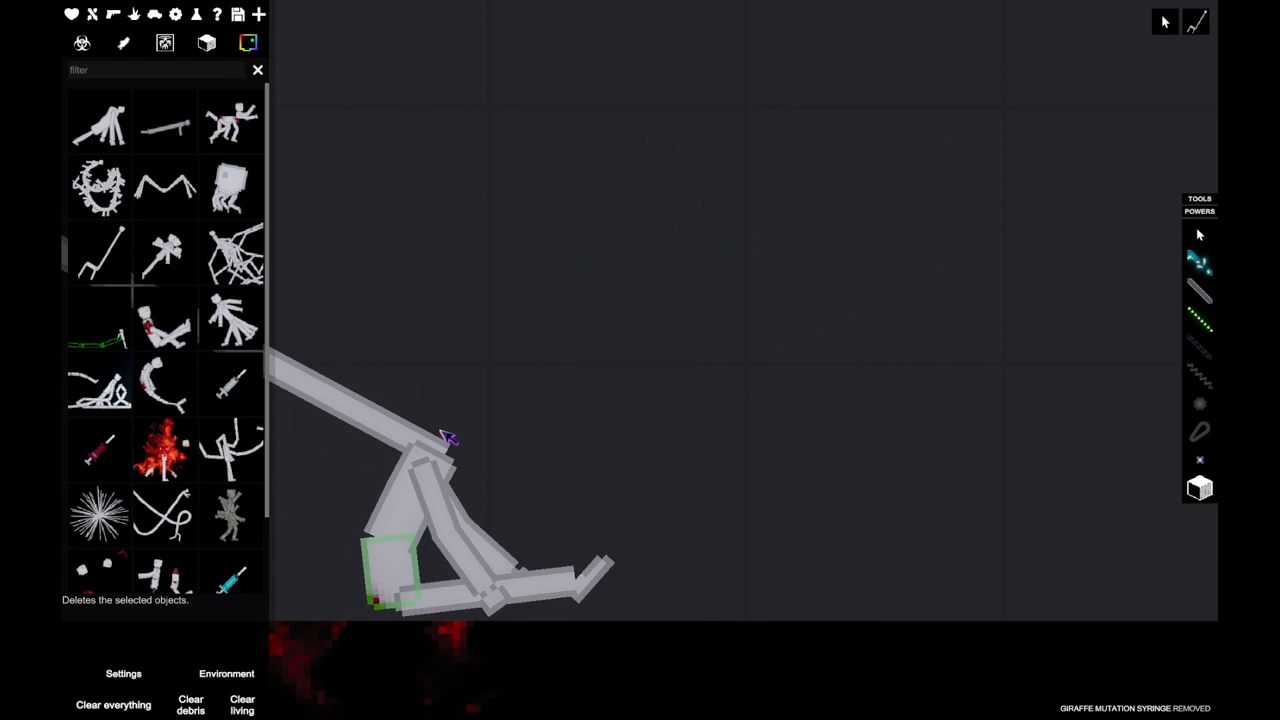 filter
TOOLS
POWERS
Deletes the selected objects.
Settings
Environment
Clear everything
Clear debris
Clear living
GIRAFFE MUTATION SYRINGE REMOVED